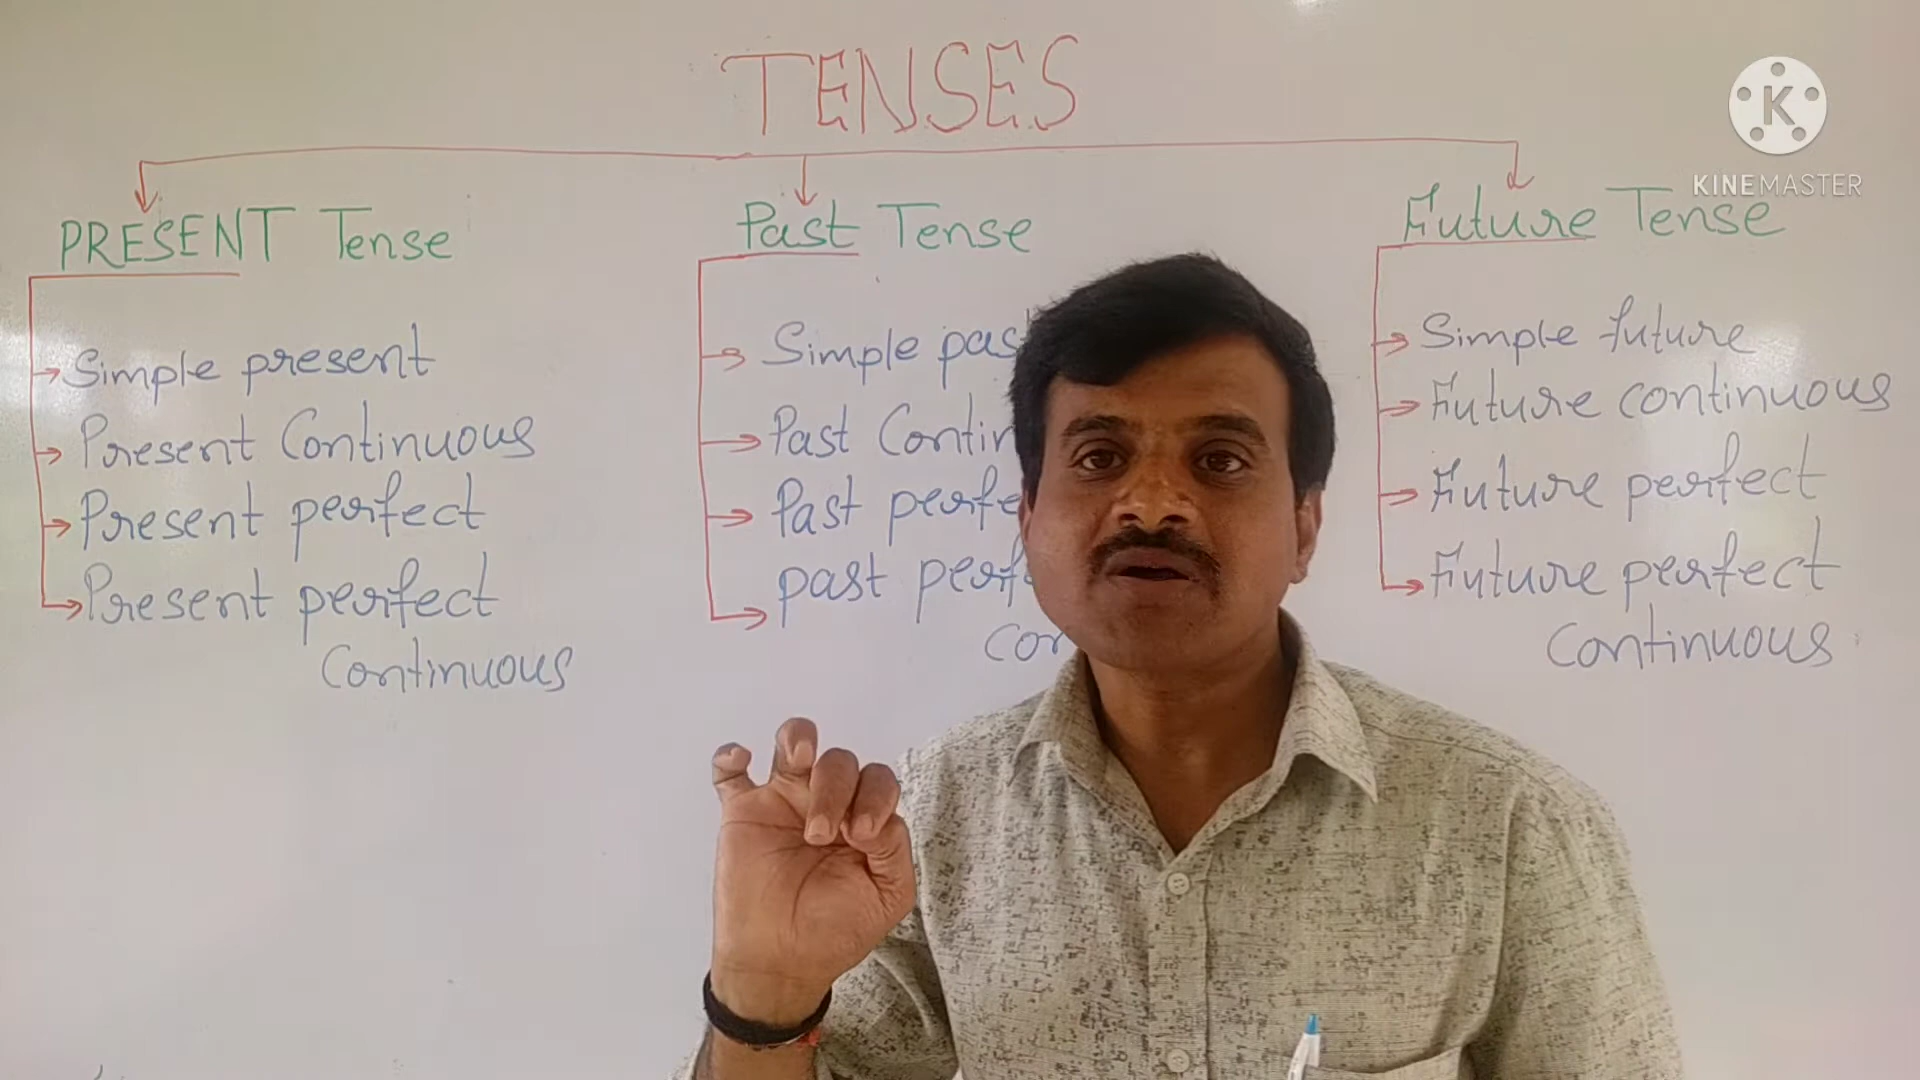 TENSES
K
KINEMASTER
PRESENT Tense
Simple present
Present Continuous
Present perfect
Present perfect
Continuous
Past Tense
Simple
Past
Past
past
Future Tense
Simple future
Future continuous
Future perfect
Future perfect
Continuous